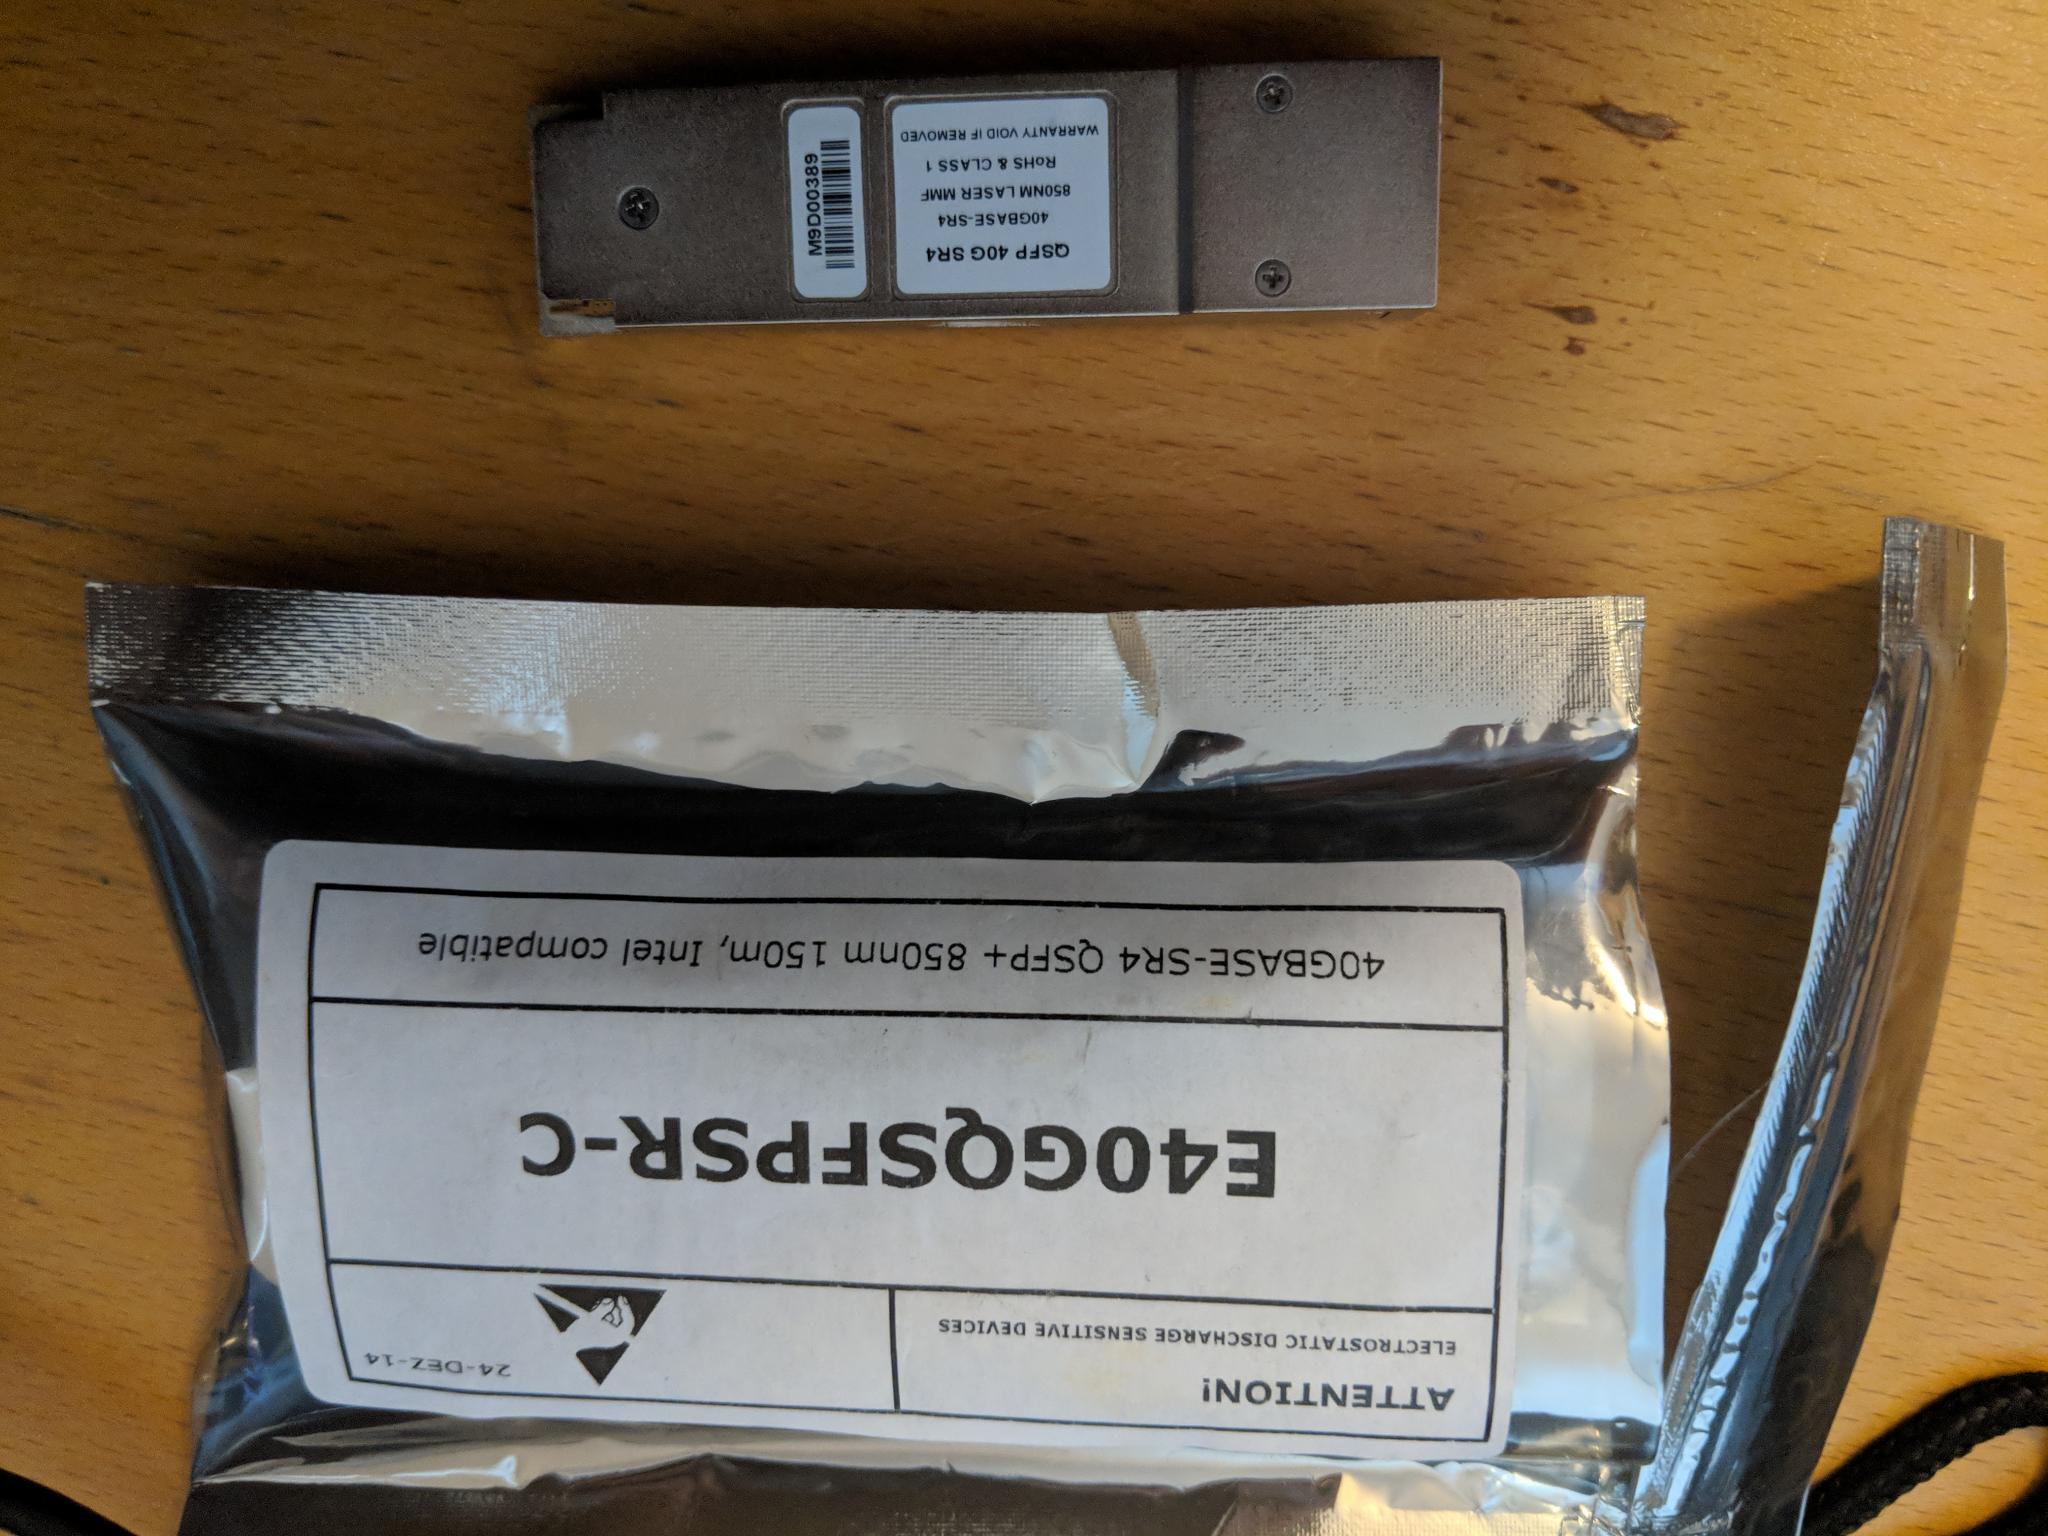 QSFP 40G SR4
40GBASE-SR4
850NM LASER MMF
RoHS & CLASS 1
WARRANTY VOID IF REMOVED
M9D00389
ATTENTION!
ELECTROSTATIC DISCHARGE SENSITIVE DEVICES
24-DEZ-14
E40GQSFPSR-C
40GBASE-SR4 QSFP+ 850nm 150m, Intel compatible